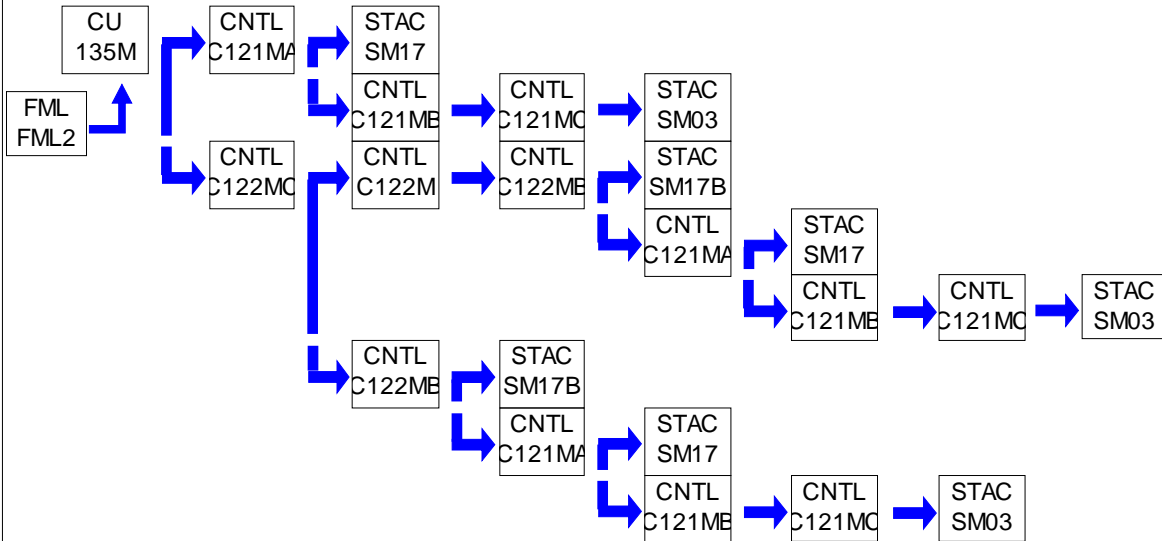 CU
135M
CNTL
C121MA
STAC
SM17
FML
FML2
CNTL
C121MB
CNTL
C121MC
STAC
SM03
CNTL
C122MC
CNTL
C122M
CNTL
C122MB
STAC
SM17B
CNTL
C121MA
STAC
SM17
CNTL
C121MB
CNTL
C121MC
STAC
SM03
CNTL
C122MB
STAC
SM17B
CNTL
C121MA
STAC
SM17
CNTL
C121MB
CNTL
C121MC
STAC
SM03